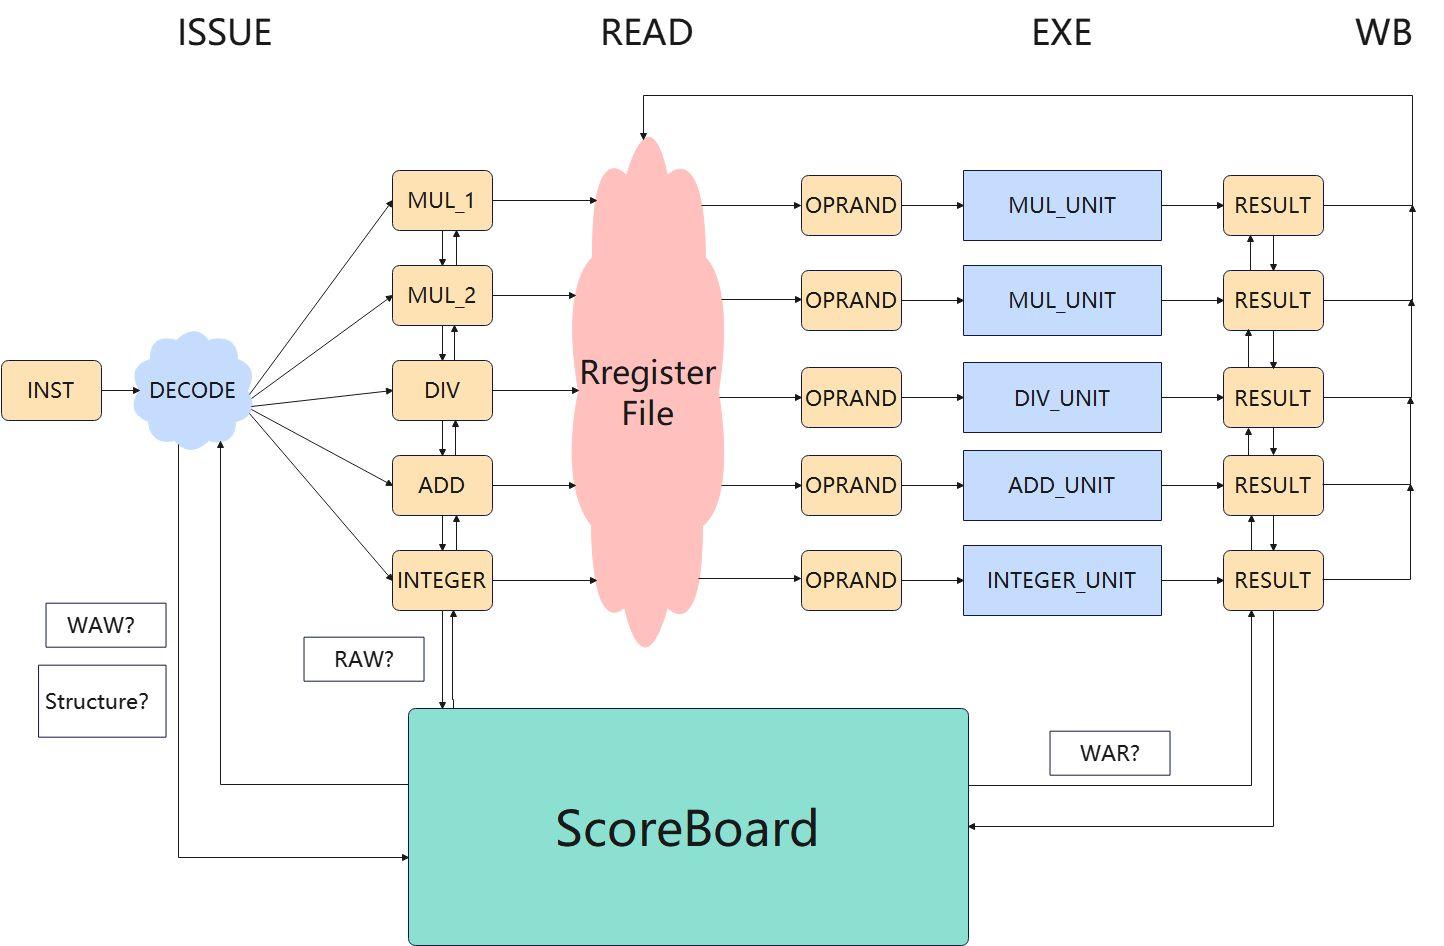 ISSUE
READ
EXE
WB
MUL_1
OPRAND
MUL_UNIT
RESULT
MUL_2
OPRAND
MUL_UNIT
RESULT
INST
DECODE
DIV
Rregister
File
OPRAND
DIV_UNIT
RESULT
ADD
OPRAND
ADD_UNIT
RESULT
INTEGER
OPRAND
INTEGER_UNIT
RESULT
WAW?
RAW?
Structure?
WAR?
ScoreBoard